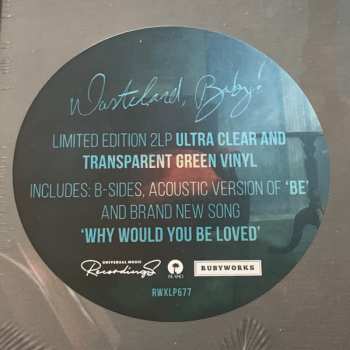 Wasteland, Baby!
LIMITED EDITION 2LP ULTRA CLEAR AND
TRANSPARENT GREEN VINYL
INCLUDES: B-SIDES, ACOUSTIC VERSION OF ‘BE’
AND BRAND NEW SONG
‘WHY WOULD YOU BE LOVED’
UNIVERSAL MUSIC
Recordings
ISLAND
RUBYWORKS
RWXLP677